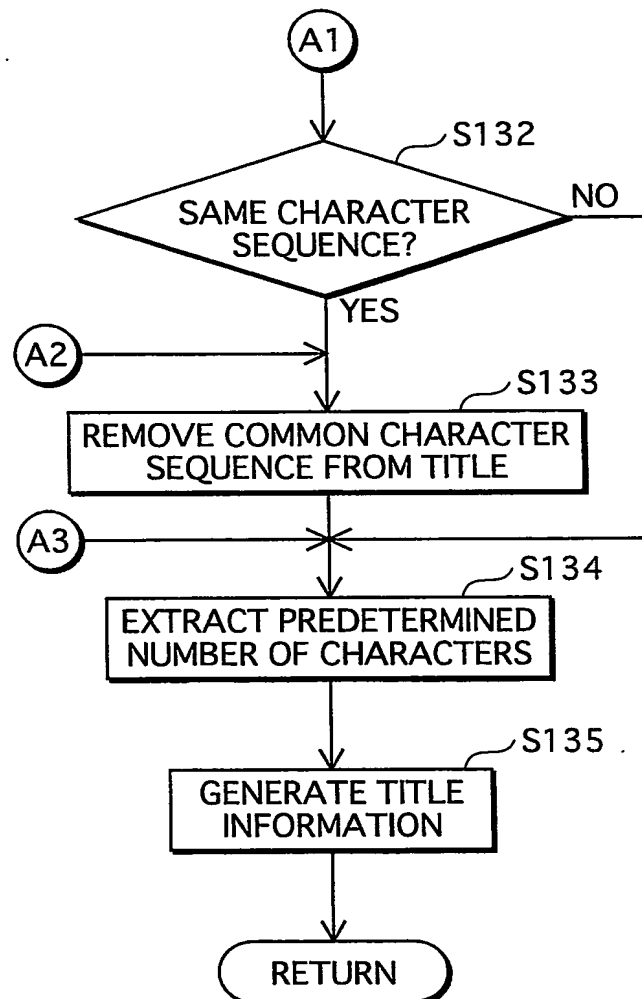 A1
S132
SAME CHARACTER
SEQUENCE?
NO
YES
A2
S133
REMOVE COMMON CHARACTER
SEQUENCE FROM TITLE
A3
S134
EXTRACT PREDETERMINED
NUMBER OF CHARACTERS
S135
GENERATE TITLE
INFORMATION
RETURN